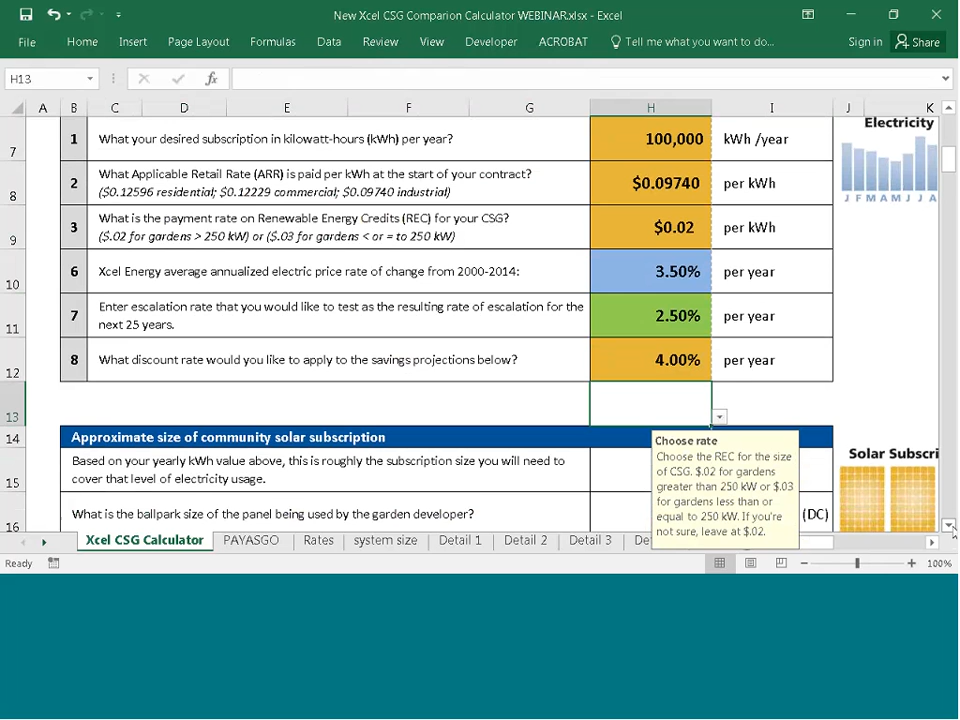 New Xcel CSG Comparion Calculator WEBINAR.xlsx - Excel
File Home Insert Page Layout Formulas Data Review View Developer ACROBAT Tell me what you want to do... Sign in Share
H13 fx
A B C D E F G H I J K
Electricity
7 1 What your desired subscription in kilowatt-hours (kWh) per year? 100,000 kWh /year
J F M A M J J A
8 2 What Applicable Retail Rate (ARR) is paid per kWh at the start of your contract? $0.09740 per kWh
($0.12596 residential; $0.12229 commercial; $0.09740 industrial)
9 3 What is the payment rate on Renewable Energy Credits (REC) for your CSG? $0.02 per kWh
($.02 for gardens > 250 kW) or ($.03 for gardens < or = to 250 kW)
10 6 Xcel Energy average annualized electric price rate of change from 2000-2014: 3.50% per year
11 7 Enter escalation rate that you would like to test as the resulting rate of escalation for the 2.50% per year
next 25 years.
12 8 What discount rate would you like to apply to the savings projections below? 4.00% per year
13
14 Approximate size of community solar subscription
Solar Subscri
15 Based on your yearly kWh value above, this is roughly the subscription size you will need to
cover that level of electricity usage.
16 What is the ballpark size of the panel being used by the garden developer? (DC)
Choose rate
Choose the REC for the size
of CSG. $.02 for gardens
greater than 250 kW or $.03
for gardens less than or
equal to 250 kW. If you're
not sure, leave at $.02.
Xcel CSG Calculator PAYASGO Rates system size Detail 1 Detail 2 Detail 3 De
Ready 100%